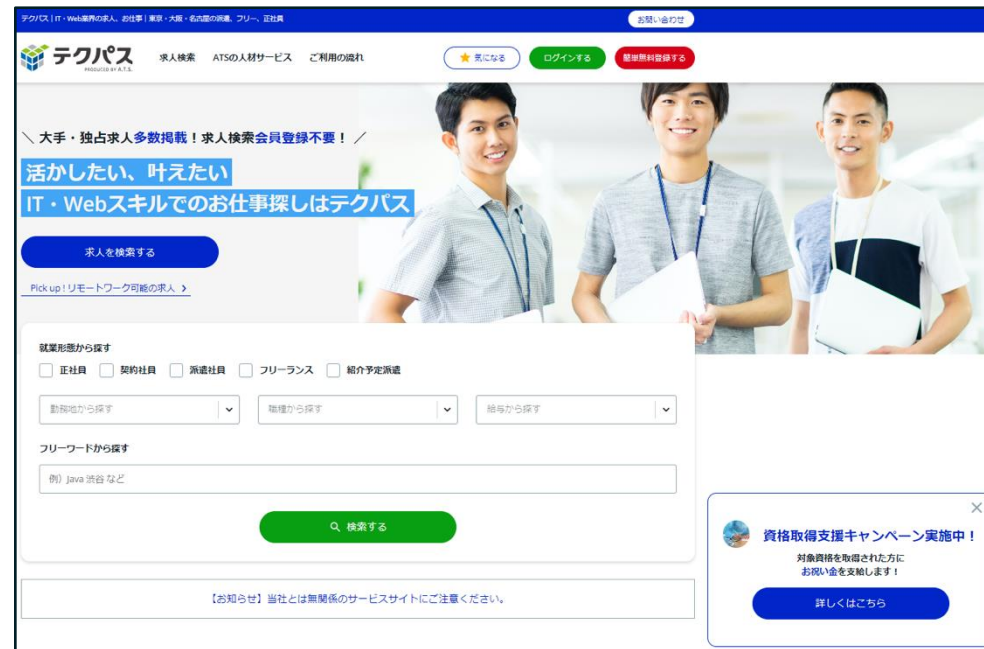 テクパス | IT・Web業界の求人、お仕事 | 東京・大阪・名古屋の派遣、フリー、正社員
お問い合わせ
テクパス
PRODUCED BY A.T.S.
求人検索
ATSの人材サービス
ご利用の流れ
気になる
ログインする
簡単無料登録する
\ 大手・独占求人多数掲載！求人検索会員登録不要！ /
活かしたい、叶えたい
IT・Webスキルでのお仕事探しはテクパス
求人を検索する
Pick up ! リモートワーク可能の求人 >
就業形態から探す
正社員 契約社員 派遣社員 フリーランス 紹介予定派遣
勤務地から探す 職種から探す 給与から探す
フリーワードから探す
例）Java 渋谷 など
検索する
【お知らせ】当社とは無関係のサービスサイトにご注意ください。
資格取得支援キャンペーン実施中！
対象資格を取得された方に
お祝い金を支給します！
詳しくはこちら